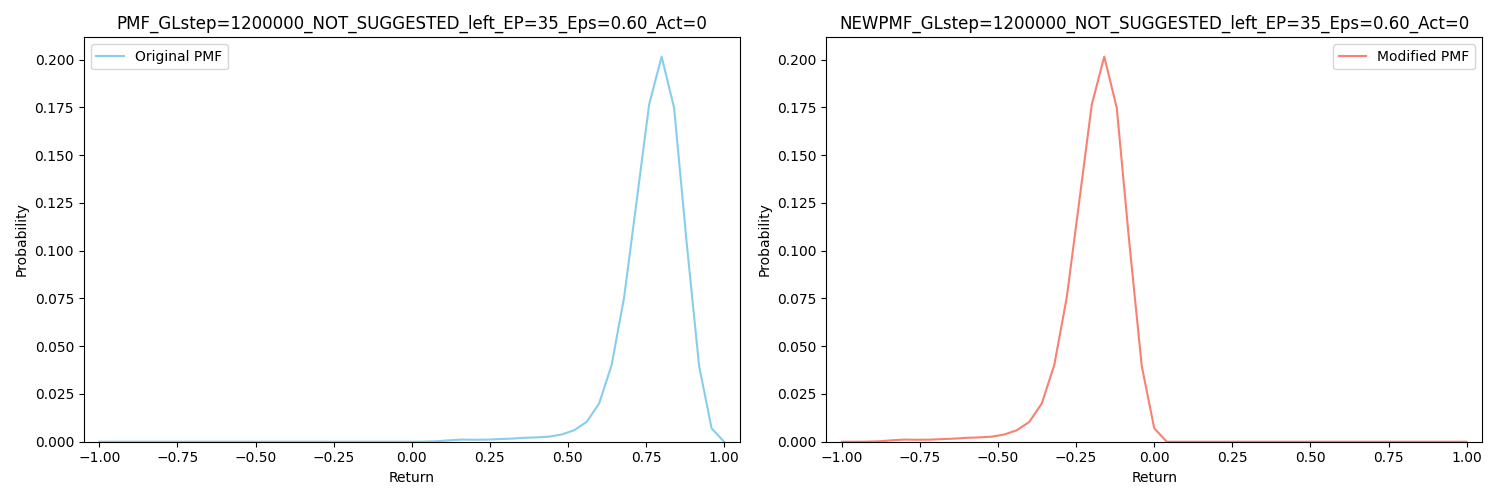 PMF_GLstep=1200000_NOT_SUGGESTED_left_EP=35_Eps=0.60_Act=0
Original PMF
Probability
0.200
0.175
0.150
0.125
0.100
0.075
0.050
0.025
0.000
−1.00 −0.75 −0.50 −0.25 0.00 0.25 0.50 0.75 1.00
Return
NEWPMF_GLstep=1200000_NOT_SUGGESTED_left_EP=35_Eps=0.60_Act=0
Modified PMF
Probability
0.200
0.175
0.150
0.125
0.100
0.075
0.050
0.025
0.000
−1.00 −0.75 −0.50 −0.25 0.00 0.25 0.50 0.75 1.00
Return